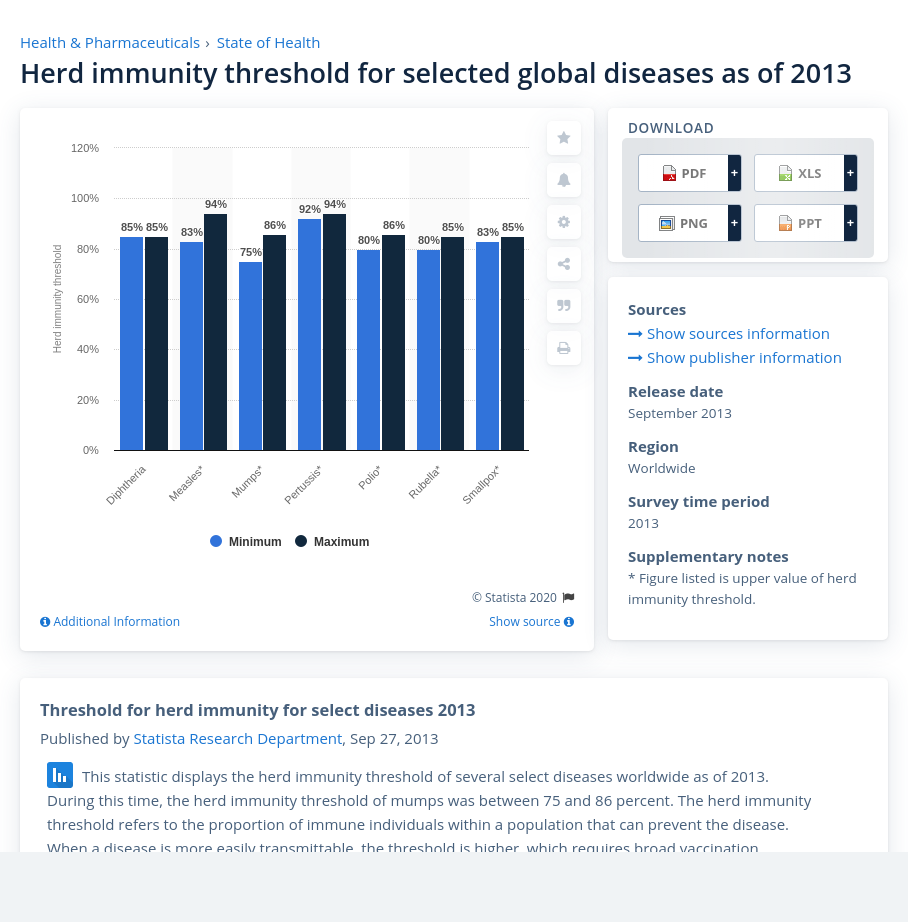 Health & Pharmaceuticals › State of Health
Herd immunity threshold for selected global diseases as of 2013
120%
100%
80%
60%
40%
20%
0%
Herd immunity threshold
85% 85%
83% 94%
75% 86%
92% 94%
80% 86%
80% 85%
83% 85%
Diphtheria
Measles*
Mumps*
Pertussis*
Polio*
Rubella*
Smallpox*
Minimum Maximum
© Statista 2020
Additional Information Show source
DOWNLOAD
PDF + XLS +
PNG + PPT +
Sources
Show sources information
Show publisher information
Release date
September 2013
Region
Worldwide
Survey time period
2013
Supplementary notes
* Figure listed is upper value of herd
immunity threshold.
Threshold for herd immunity for select diseases 2013
Published by Statista Research Department, Sep 27, 2013
This statistic displays the herd immunity threshold of several select diseases worldwide as of 2013.
During this time, the herd immunity threshold of mumps was between 75 and 86 percent. The herd immunity
threshold refers to the proportion of immune individuals within a population that can prevent the disease.
When a disease is more easily transmittable, the threshold is higher, which requires broad vaccination